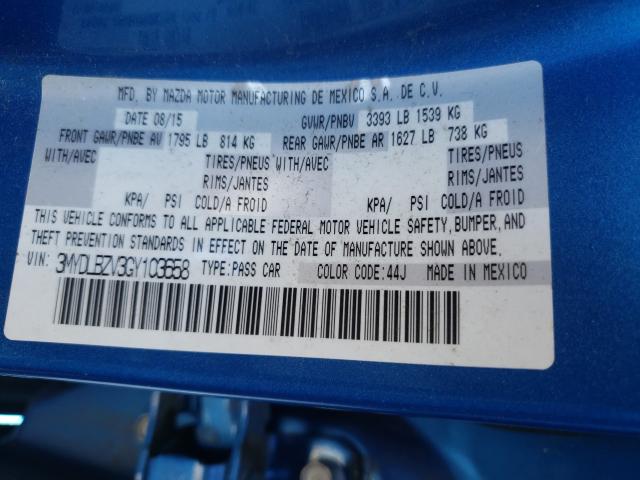 MFD. BY MAZDA MOTOR MANUFACTURING DE MEXICO S.A. DE C.V.
DATE 08/15 GVWR/PNBV 3393 LB 1539 KG
FRONT GAWR/PNBE AV 1795 LB 814 KG REAR GAWR/PNBE AR 1627 LB 738 KG
WITH/AVEC TIRES/PNEUS WITH/AVEC TIRES/PNEUS
RIMS/JANTES RIMS/JANTES
KPA/ PSI COLD/A FROID KPA/ PSI COLD/A FROID
THIS VEHICLE CONFORMS TO ALL APPLICABLE FEDERAL MOTOR VEHICLE SAFETY, BUMPER, AND
THEFT PREVENTION STANDARDS IN EFFECT ON THE DATE OF MANUFACTURE SHOWN ABOVE.
VIN: 3MYDLBZV3GY103658 TYPE:PASS CAR COLOR CODE:44J MADE IN MEXICO